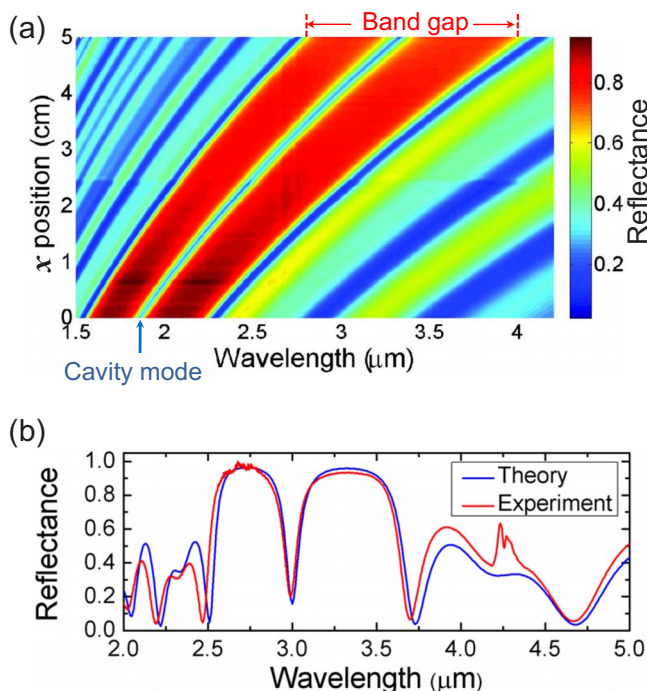 (a)
Band gap
5
4
3
2
1
0
x position (cm)
1.5 2 2.5 3 3.5 4
Wavelength (μm)
Cavity mode
0.8
0.6
0.4
0.2
Reflectance
(b)
1.0
0.8
0.6
0.4
0.2
0.0
Reflectance
Theory
Experiment
2.0 2.5 3.0 3.5 4.0 4.5 5.0
Wavelength (μm)